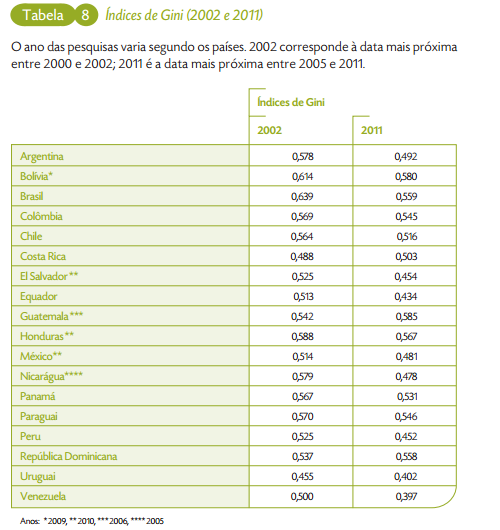 Tabela 8 Índices de Gini (2002 e 2011)
O ano das pesquisas varia segundo os países. 2002 corresponde à data mais próxima
entre 2000 e 2002; 2011 é a data mais próxima entre 2005 e 2011.
Índices de Gini
2002 2011
Argentina 0,578 0,492
Bolívia* 0,614 0,580
Brasil 0,639 0,559
Colômbia 0,569 0,545
Chile 0,564 0,516
Costa Rica 0,488 0,503
El Salvador** 0,525 0,454
Equador 0,513 0,434
Guatemala*** 0,542 0,585
Honduras** 0,588 0,567
México** 0,514 0,481
Nicarágua**** 0,579 0,478
Panamá 0,567 0,531
Paraguai 0,570 0,546
Peru 0,525 0,452
República Dominicana 0,537 0,558
Uruguai 0,455 0,402
Venezuela 0,500 0,397
Anos: *2009, **2010, ***2006, ****2005